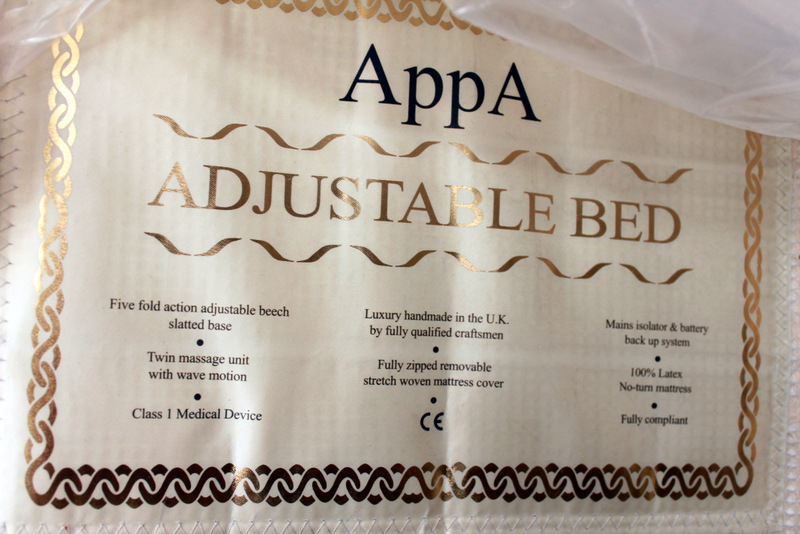 AppA
ADJUSTABLE BED
Five fold action adjustable beech
slatted base
•
Twin massage unit
with wave motion
•
Class 1 Medical Device
Luxury handmade in the U.K.
by fully qualified craftsmen
•
Fully zipped removable
stretch woven mattress cover
•
CE
Mains isolator & battery
back up system
•
100% Latex
No-turn mattress
•
Fully compliant